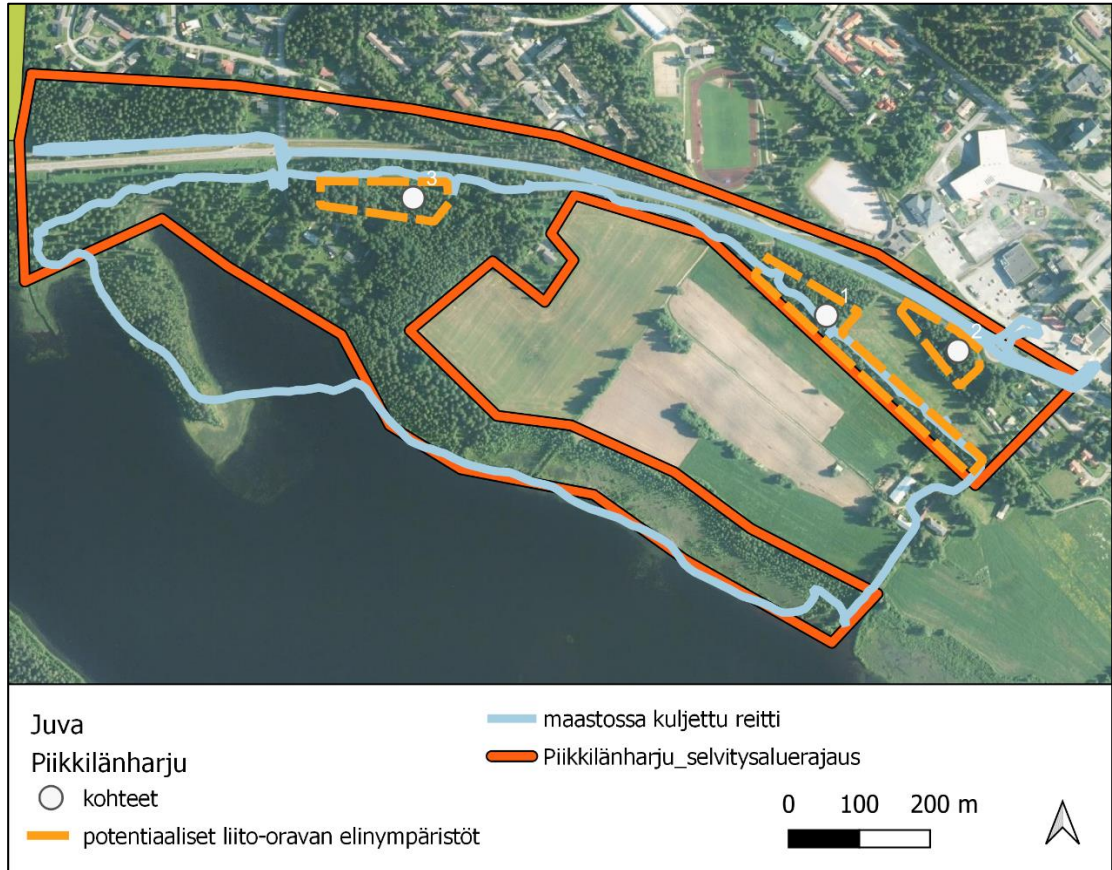 3
1
2
Juva
Piikkilänharju
kohteet
potentiaaliset liito-oravan elinympäristöt
maastossa kuljettu reitti
Piikkilänharju_selvitysaluerajaus
0 100 200 m